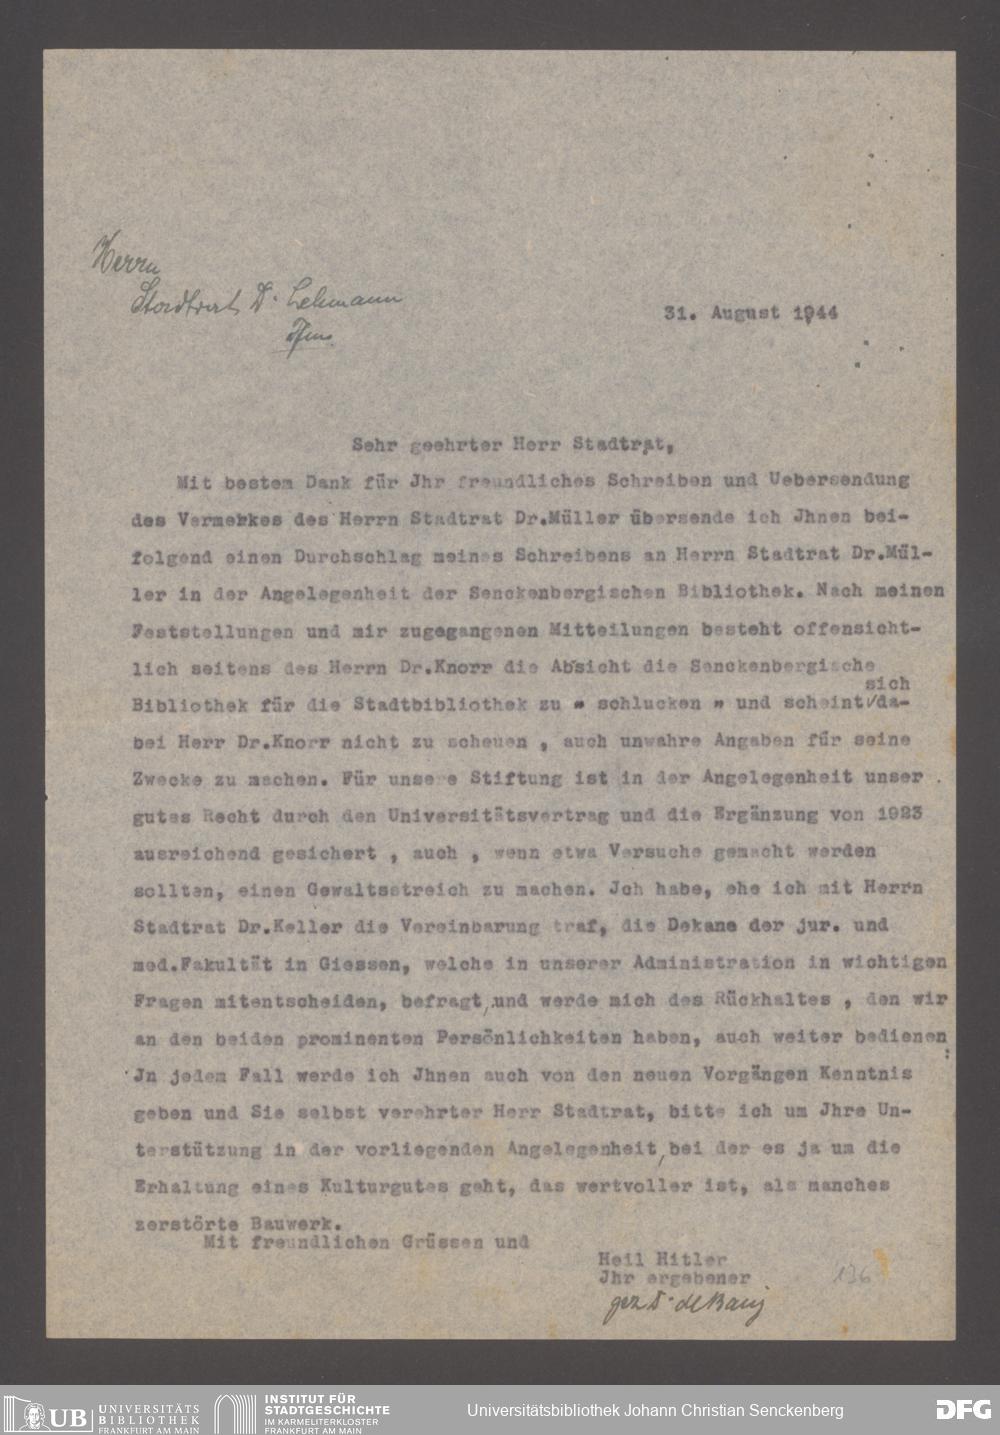 Herrn
Stadtrat Dr. Lehmann
31. August 1944
Sehr geehrter Herr Stadtrat,
Mit bestem Dank für Jhr freundliches Schreiben und Uebersendung
des Vermerkes des Herrn Stadtrat Dr.Müller übersende ich Jhnen bei-
folgend einen Durchschlag meines Schreibens an Herrn Stadtrat Dr.Mül-
ler in der Angelegenheit der Senckenbergischen Bibliothek. Nach meinen
Feststellungen und mir zugegangenen Mitteilungen besteht offensicht-
lich seitens des Herrn Dr.Knorr die Absicht die Senckenbergische
sich
Bibliothek für die Stadtbibliothek zu " schlucken " und scheint √da-
bei Herr Dr.Knorr nicht zu scheuen , auch unwahre Angaben für seine
Zwecke zu machen. Für unsere Stiftung ist in der Angelegenheit unser .
gutes Recht durch den Universitätsvertrag und die Ergänzung von 1923
ausreichend gesichert , auch , wenn etwa Versuche gemacht werden
sollten, einen Gewaltsstreich zu machen. Jch habe, ehe ich mit Herrn
Stadtrat Dr.Keller die Vereinbarung traf, die Dekane der jur. und
med.Fakultät in Giessen, welche in unserer Administration in wichtigen
Fragen mitentscheiden, befragt, und werde mich des Rückhaltes , den wir
an den beiden prominenten Persönlichkeiten haben, auch weiter bedienen:
Jn jedem Fall werde ich Jhnen auch von den neuen Vorgängen Kenntnis
geben und Sie selbst verehrter Herr Stadtrat, bitte ich um Jhre Un-
terstützung in der vorliegenden Angelegenheit, bei der es ja um die
Erhaltung eines Kulturgutes geht, das wertvoller ist, als manches
zerstörte Bauwerk.
Mit freundlichen Grüssen und
Heil Hitler
Jhr ergebener
gez Dr de Bary
136
UB UNIVERSITÄTS
BIBLIOTHEK
FRANKFURT AM MAIN
INSTITUT FÜR
STADTGESCHICHTE
IM KARMELITERKLOSTER
FRANKFURT AM MAIN
Universitätsbibliothek Johann Christian Senckenberg
DFG